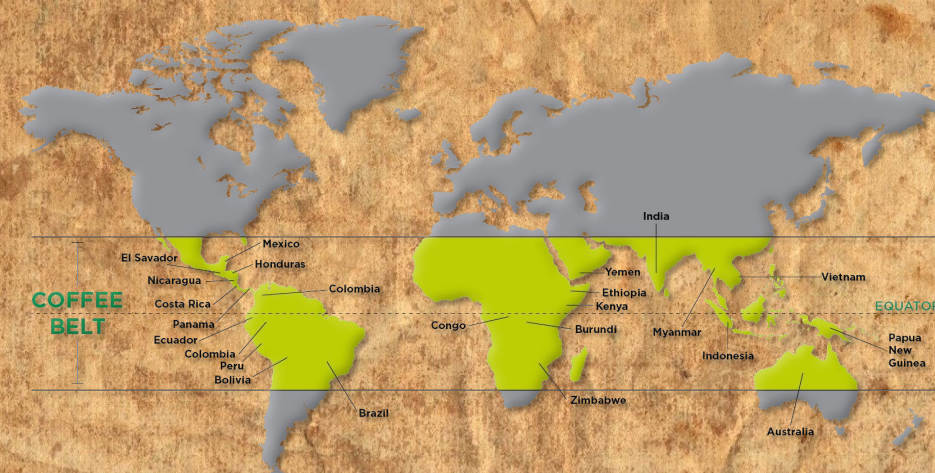 India
Mexico
El Savador
Honduras
Nicaragua
Yemen
Vietnam
Colombia
Ethiopia
COFFEE
BELT
Costa Rica
Kenya
EQUATOR
Panama
Congo
Burundi
Myanmar
Ecuador
Papua
New
Guinea
Colombia
Indonesia
Peru
Bolivia
Zimbabwe
Brazil
Australia